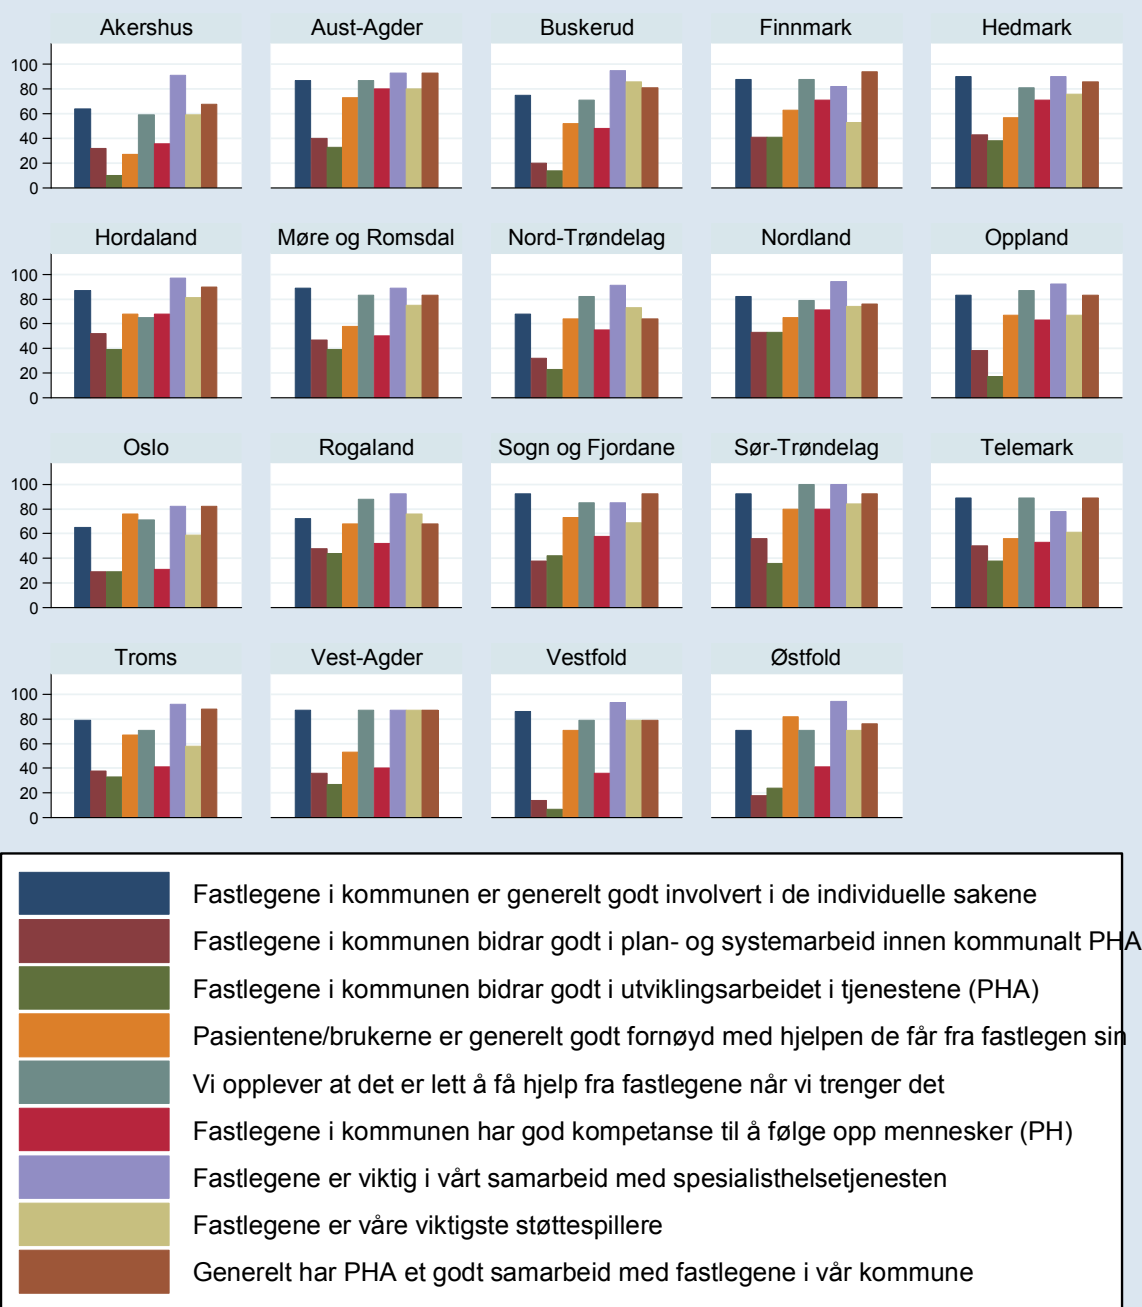 Akershus Aust-Agder Buskerud Finnmark Hedmark
100
80
60
40
20
0
Hordaland Møre og Romsdal Nord-Trøndelag Nordland Oppland
100
80
60
40
20
0
Oslo Rogaland Sogn og Fjordane Sør-Trøndelag Telemark
100
80
60
40
20
0
Troms Vest-Agder Vestfold Østfold
100
80
60
40
20
0
Fastlegene i kommunen er generelt godt involvert i de individuelle sakene
Fastlegene i kommunen bidrar godt i plan- og systemarbeid innen kommunalt PHA
Fastlegene i kommunen bidrar godt i utviklingsarbeidet i tjenestene (PHA)
Pasientene/brukerne er generelt godt fornøyd med hjelpen de får fra fastlegen sin
Vi opplever at det er lett å få hjelp fra fastlegene når vi trenger det
Fastlegene i kommunen har god kompetanse til å følge opp mennesker (PH)
Fastlegene er viktig i vårt samarbeid med spesialisthelsetjenesten
Fastlegene er våre viktigste støttespillere
Generelt har PHA et godt samarbeid med fastlegene i vår kommune